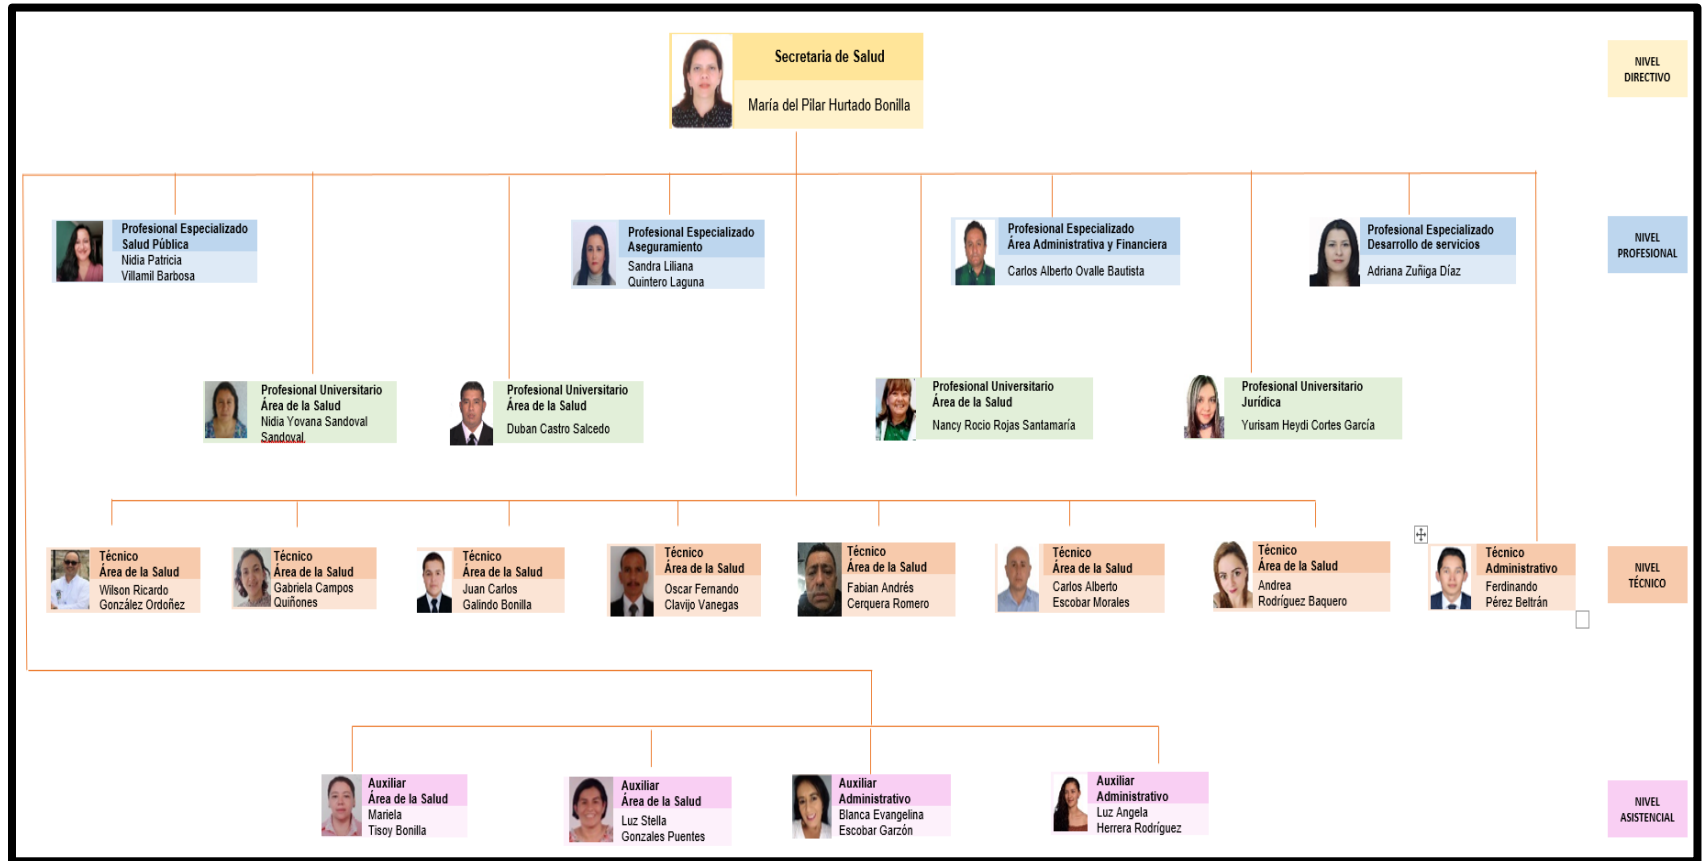 Secretaria de Salud
María del Pilar Hurtado Bonilla
NIVEL
DIRECTIVO
Profesional Especializado
Salud Pública
Nidia Patricia
Villamil Barbosa
Profesional Especializado
Aseguramiento
Sandra Liliana
Quintero Laguna
Profesional Especializado
Área Administrativa y Financiera
Carlos Alberto Ovalle Bautista
Profesional Especializado
Desarrollo de servicios
Adriana Zuñiga Díaz
NIVEL
PROFESIONAL
Profesional Universitario
Área de la Salud
Nidia Yovana Sandoval
Sandoval
Profesional Universitario
Área de la Salud
Duban Castro Salcedo
Profesional Universitario
Área de la Salud
Nancy Rocio Rojas Santamaría
Profesional Universitario
Jurídica
Yurisam Heydi Cortes García
Técnico
Área de la Salud
Wilson Ricardo
González Ordoñez
Técnico
Área de la Salud
Gabriela Campos
Quiñones
Técnico
Área de la Salud
Juan Carlos
Galindo Bonilla
Técnico
Área de la Salud
Oscar Fernando
Clavijo Vanegas
Técnico
Área de la Salud
Fabian Andrés
Cerquera Romero
Técnico
Área de la Salud
Carlos Alberto
Escobar Morales
Técnico
Área de la Salud
Andrea
Rodríguez Baquero
Técnico
Administrativo
Ferdinando
Pérez Beltrán
NIVEL
TÉCNICO
Auxiliar
Área de la Salud
Mariela
Tisoy Bonilla
Auxiliar
Área de la Salud
Luz Stella
Gonzales Puentes
Auxiliar
Administrativo
Blanca Evangelina
Escobar Garzón
Auxiliar
Administrativo
Luz Angela
Herrera Rodríguez
NIVEL
ASISTENCIAL